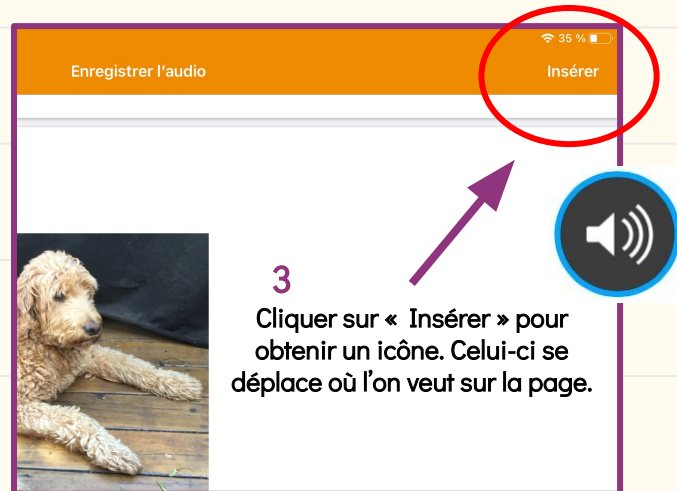 35 %
Enregistrer l'audio
Insérer
3
Cliquer sur « Insérer » pour
obtenir un icône. Celui-ci se
déplace où l'on veut sur la page.